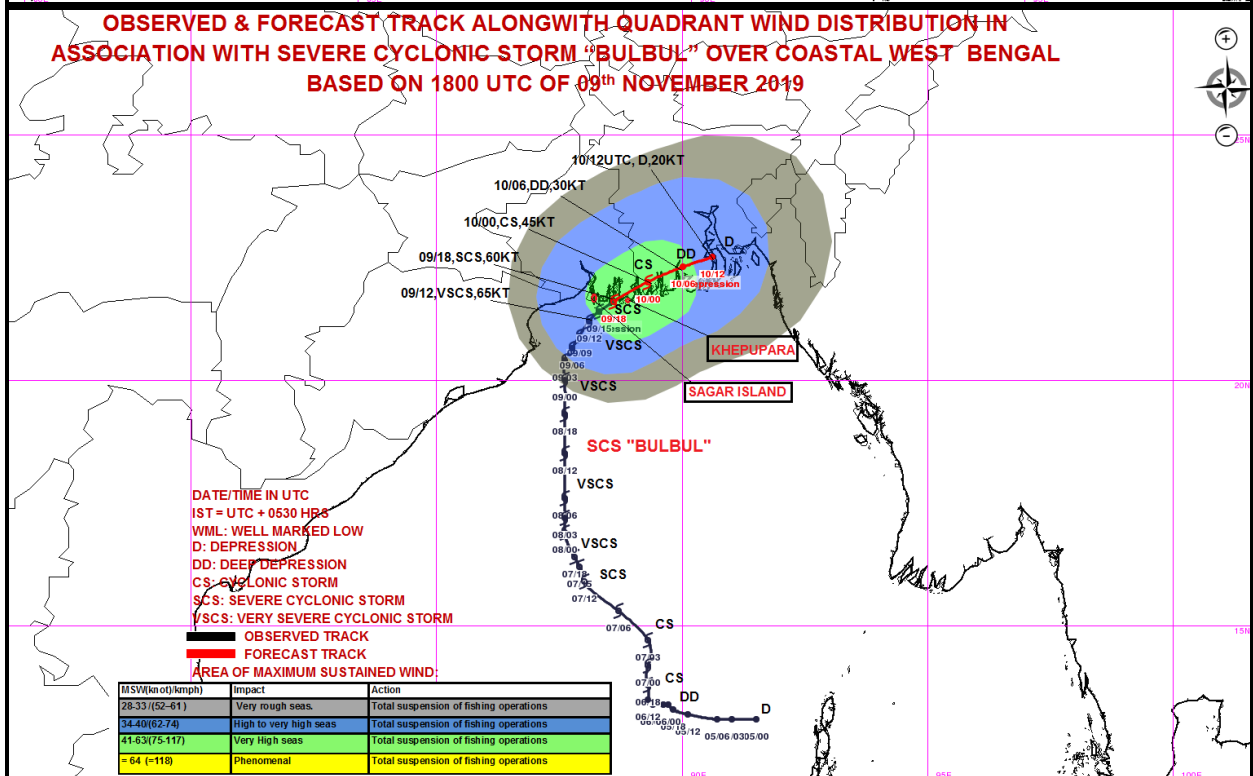 OBSERVED & FORECAST TRACK ALONGWITH QUADRANT WIND DISTRIBUTION IN
ASSOCIATION WITH SEVERE CYCLONIC STORM “BULBUL” OVER COASTAL WEST BENGAL
BASED ON 1800 UTC OF 09th NOVEMBER 2019
25N
10/12UTC, D,20KT
10/06,DD,30KT
10/00,CS,45KT
09/18,SCS,60KT
09/12,VSCS,65KT
D
DD
CS
10/12
10/06
pression
10/00
SCS
09/18
09/15
ssion
09/12
VSCS
09/09
KHEPUPARA
09/06
09/03
20N
VSCS
SAGAR ISLAND
09/00
08/18
SCS "BULBUL"
08/12
VSCS
08/06
08/03
VSCS
08/00
07/18
SCS
07/15
07/12
07/06
CS
15N
07/03
07/00
CS
06/18
DD
06/12
06/00
05/18
05/12
D
05/06/0305/00
DATE/TIME IN UTC
IST = UTC + 0530 HRS
WML: WELL MARKED LOW
D: DEPRESSION
DD: DEEP DEPRESSION
CS: CYCLONIC STORM
SCS: SEVERE CYCLONIC STORM
VSCS: VERY SEVERE CYCLONIC STORM
OBSERVED TRACK
FORECAST TRACK
AREA OF MAXIMUM SUSTAINED WIND:
MSW(knot)/kmph) Impact Action
28-33/(52–61) Very rough seas. Total suspension of fishing operations
34-40/(62-74) High to very high seas Total suspension of fishing operations
41-63/(75-117) Very High seas Total suspension of fishing operations
= 64 (=118) Phenomenal Total suspension of fishing operations
90E
95E
100E